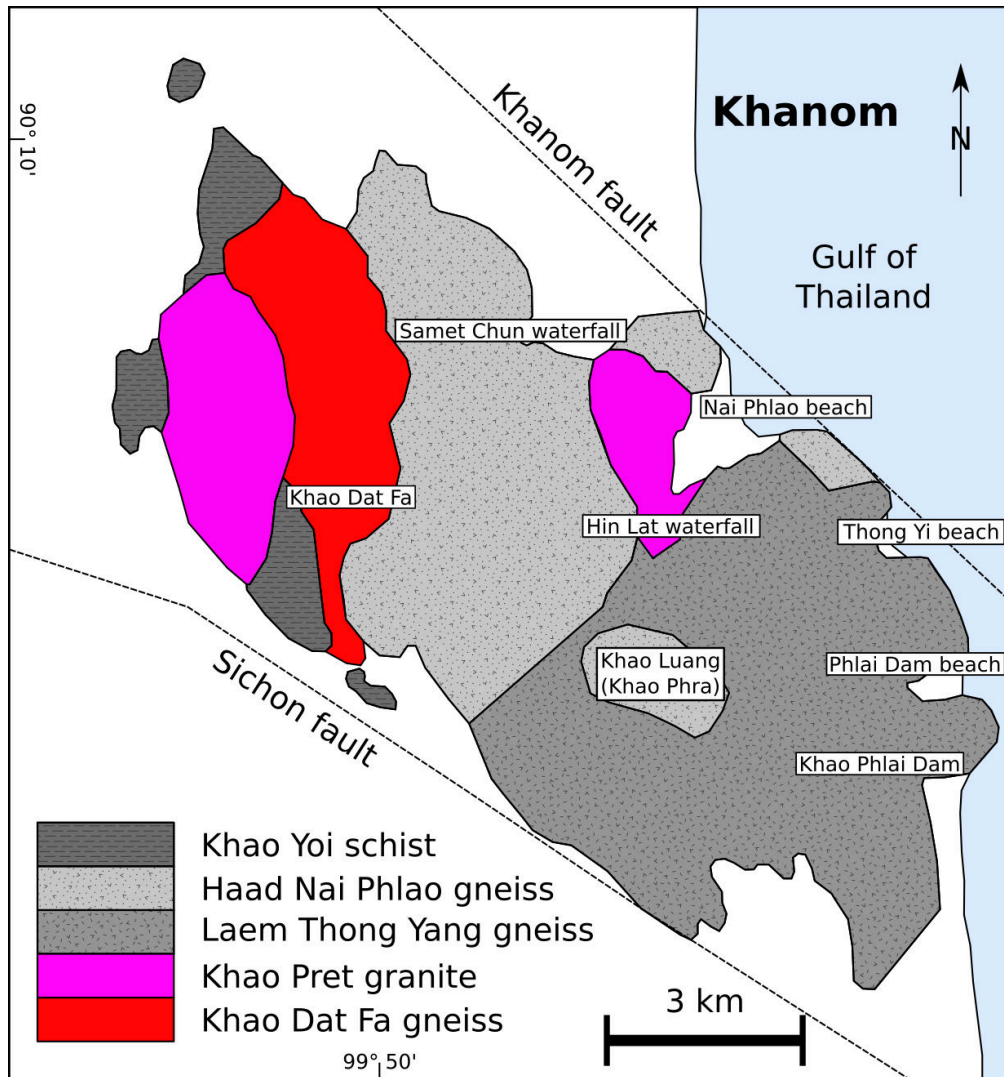 Khanom
N
90°10'
Khanom fault
Gulf of
Thailand
Samet Chun waterfall
Nai Phlao beach
Khao Dat Fa
Hin Lat waterfall
Thong Yi beach
Khao Luang
(Khao Phra)
Phlai Dam beach
Sichon fault
Khao Phlai Dam
Khao Yoi schist
Haad Nai Phlao gneiss
Laem Thong Yang gneiss
Khao Pret granite
Khao Dat Fa gneiss
3 km
99° 50'